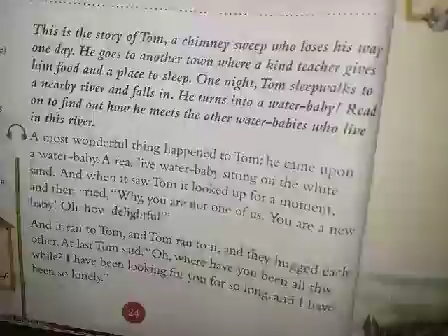 This is the story of Tom, a chimney sweep who loses his way
one day. He goes to another town where a kind teacher gives
him food and a place to sleep. One night, Tom sleepwalks to
a nearby river and falls in. He turns into a water-baby! Read
on to find out how he meets the other water-babies who live
in this river.
A most wonderful thing happened to Tom; he came upon
a water-baby. A real live water-baby sitting on the white
sand. And when it saw Tom it looked up for a moment,
and then cried, "Why, you are not one of us. You are a new
baby! Oh, how delightful!"
And it ran to Tom, and Tom ran to it, and they hugged each
other. At last Tom said, "Oh, where have you been all this
while? I have been looking for you for so long, and I have
been so lonely."
24